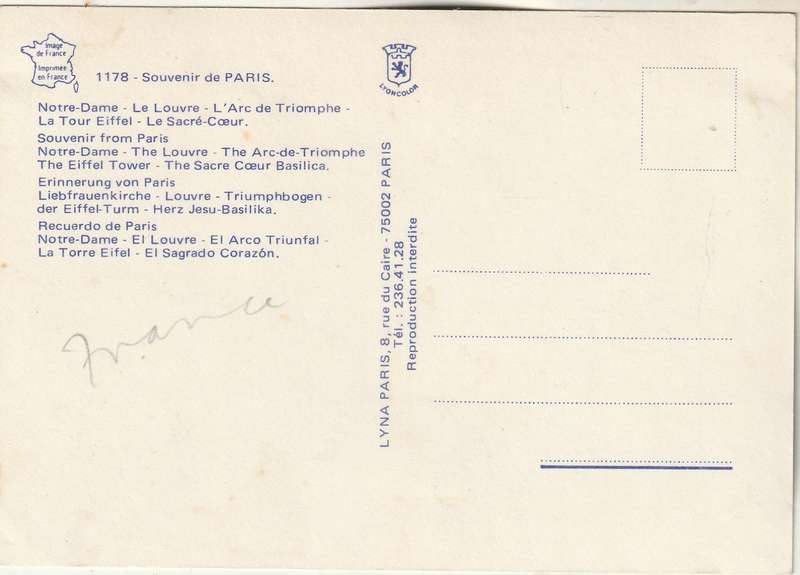 Image
de France
Imprimée
en France
1178 - Souvenir de PARIS.
Notre-Dame - Le Louvre - L'Arc de Triomphe -
La Tour Eiffel - Le Sacré-Cœur.
Souvenir from Paris
Notre-Dame - The Louvre - The Arc-de-Triomphe
The Eiffel Tower - The Sacre Cœur Basilica.
Erinnerung von Paris
Liebfrauenkirche - Louvre - Triumphbogen -
der Eiffel-Turm - Herz Jesu-Basilika.
Recuerdo de Paris
Notre-Dame - El Louvre - El Arco Triunfal -
La Torre Eifel - El Sagrado Corazón.
France
LYONCOLOR
LYNA PARIS, 8, rue du Caire - 75002 PARIS
Tél. : 236.41.28
Reproduction interdite